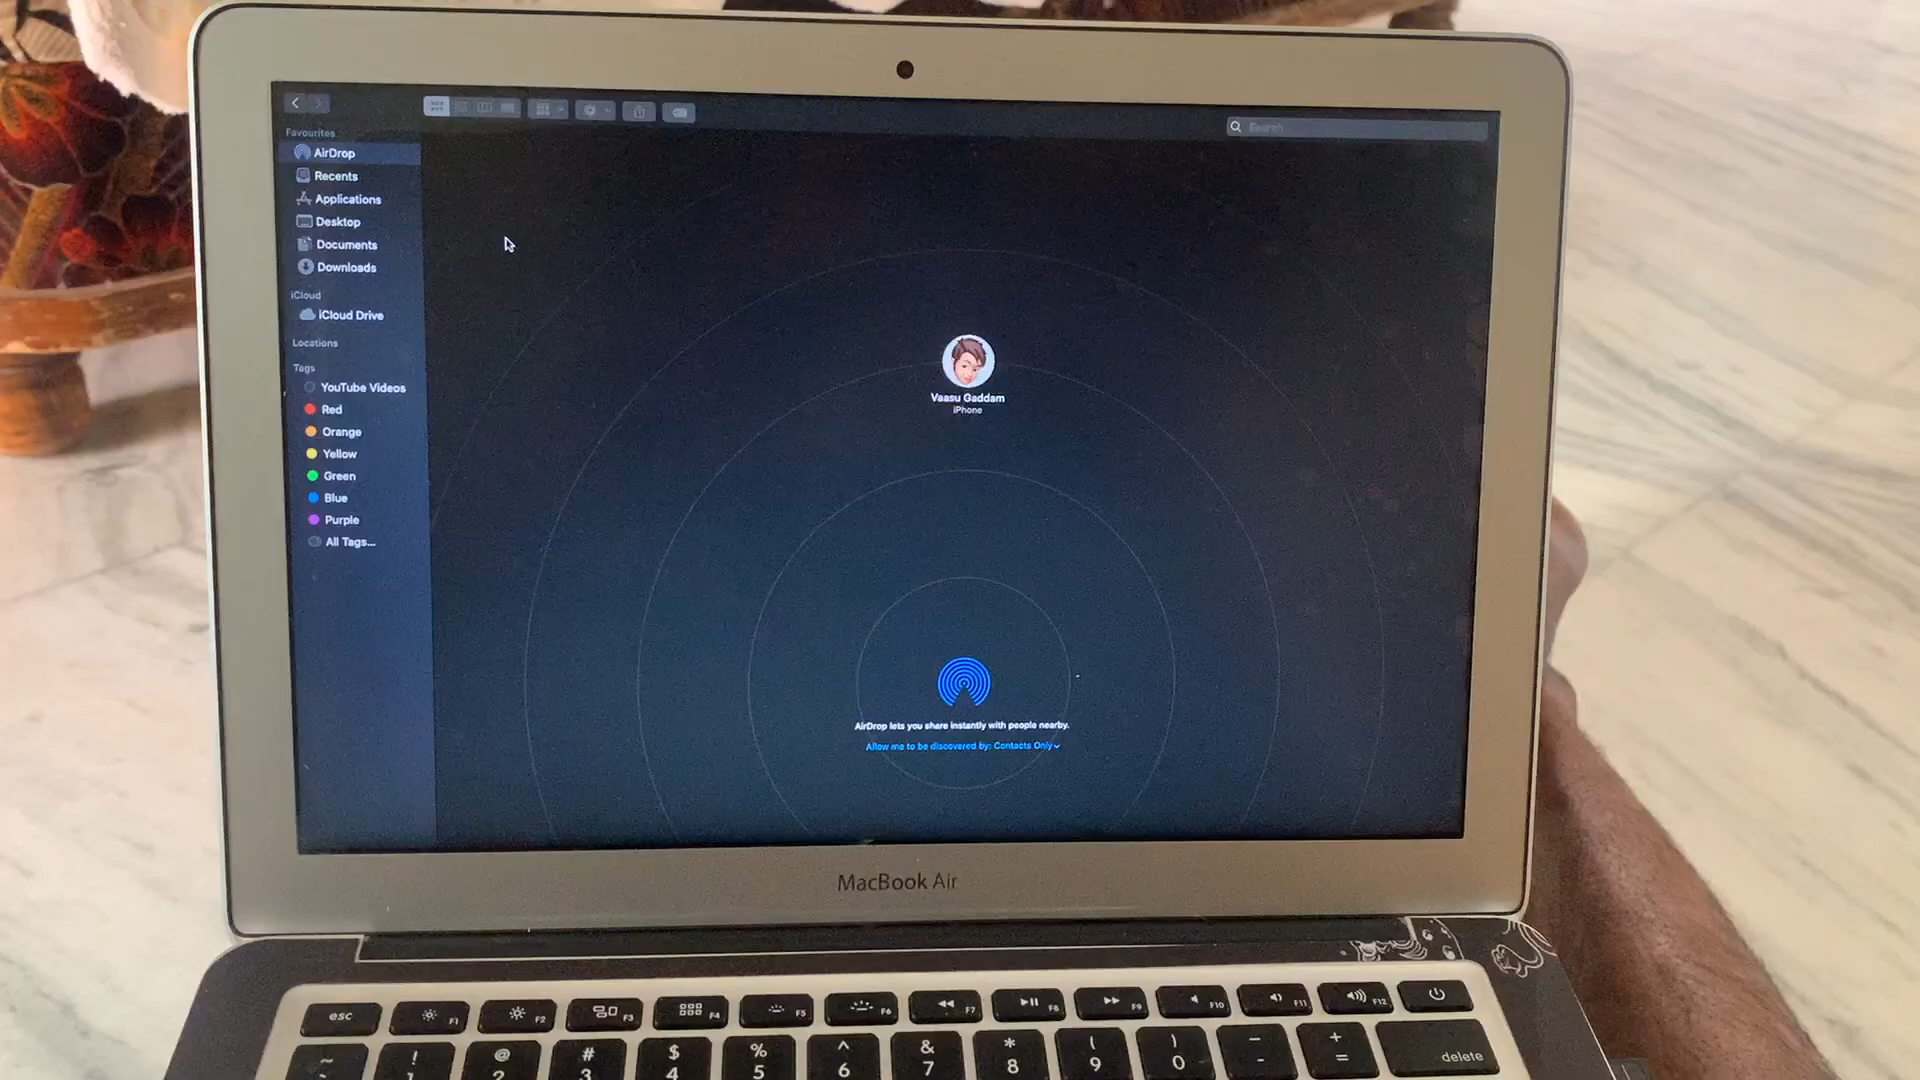 Favourites
AirDrop
Recents
Applications
Desktop
Documents
Downloads
iCloud
iCloud Drive
Locations
Tags
YouTube Videos
Red
Orange
Yellow
Green
Blue
Purple
All Tags...
Search
Vaasu Gaddam
iPhone
AirDrop lets you share instantly with people nearby.
Allow me to be discovered by: Contacts Only
MacBook Air
esc F1 F2 F3 F4 F5 F6 F7 F8 F9 F10 F11 F12
~ ! @ # $ % ^ & * ( ) - +
1 2 3 4 5 6 7 8 9 0 - = delete